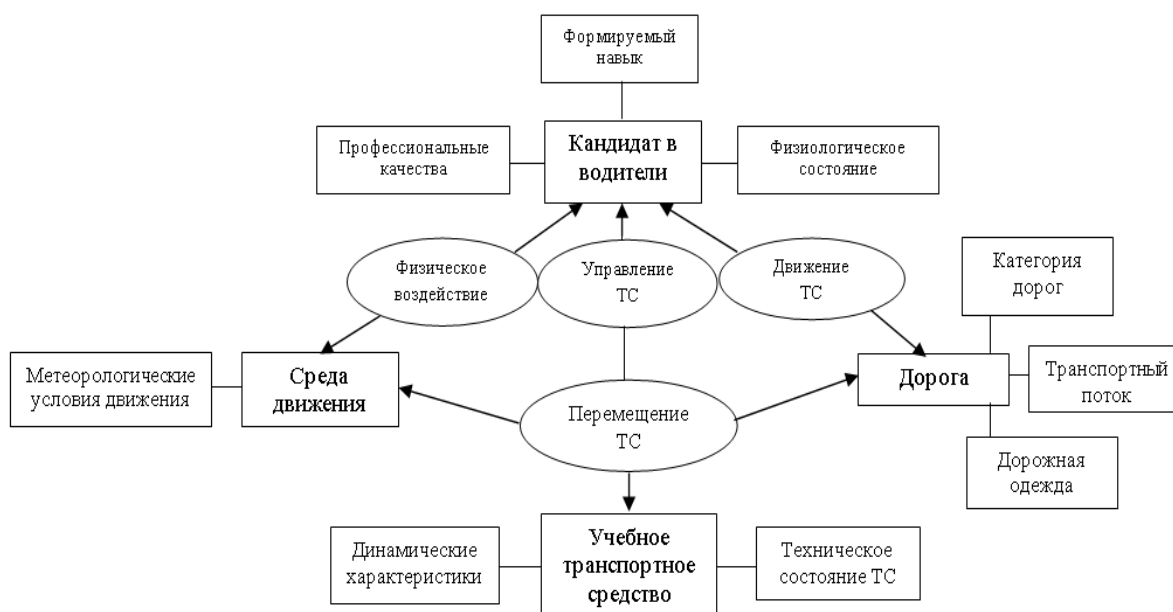 Формируемый
навык
Профессиональные
качества
Кандидат в
водители
Физиологическое
состояние
Физическое
воздействие
Управление
ТС
Движение
ТС
Категория
дорог
Метеорологические
условия движения
Среда
движения
Дорога
Транспортный
поток
Перемещение
ТС
Дорожная
одежда
Динамические
характеристики
Учебное
транспортное
средство
Техническое
состояние ТС